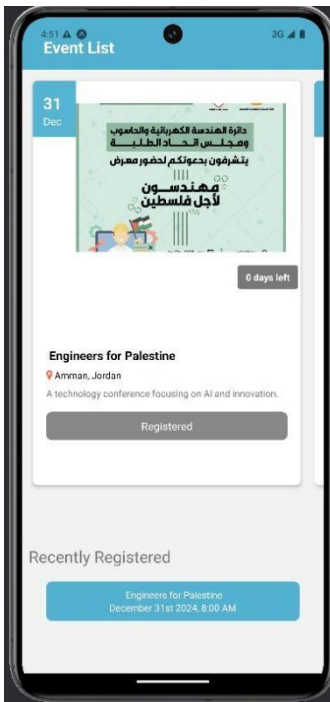 4:51
3G
Event List
31
Dec
دائرة الهندسة الكهربائية والحاسوب
ومجلس اتحاد الطلبة
يتشرفون بدعوتكم لحضور معرض
مهندسون
لأجل فلسطين
0 days left
Engineers for Palestine
Amman, Jordan
A technology conference focusing on AI and innovation.
Registered
Recently Registered
Engineers for Palestine
December 31st 2024, 8:00 AM